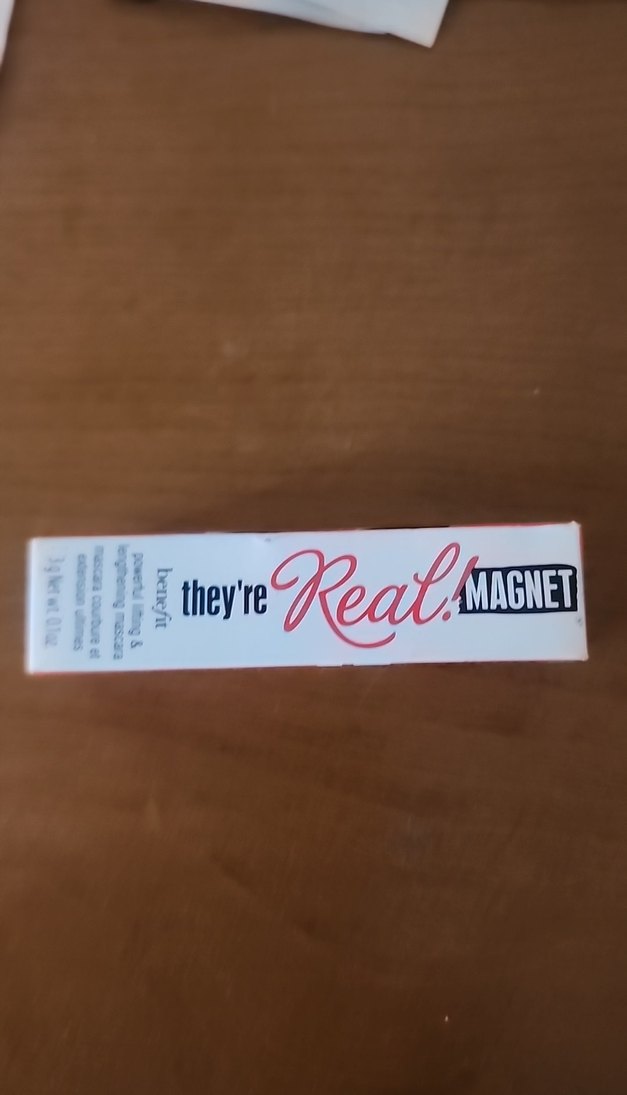 they're Real! MAGNET
benefit
powerful lifting &
lengthening mascara
mascara courbure et
extension ultimes
3 g Net wt. 0.1 oz.